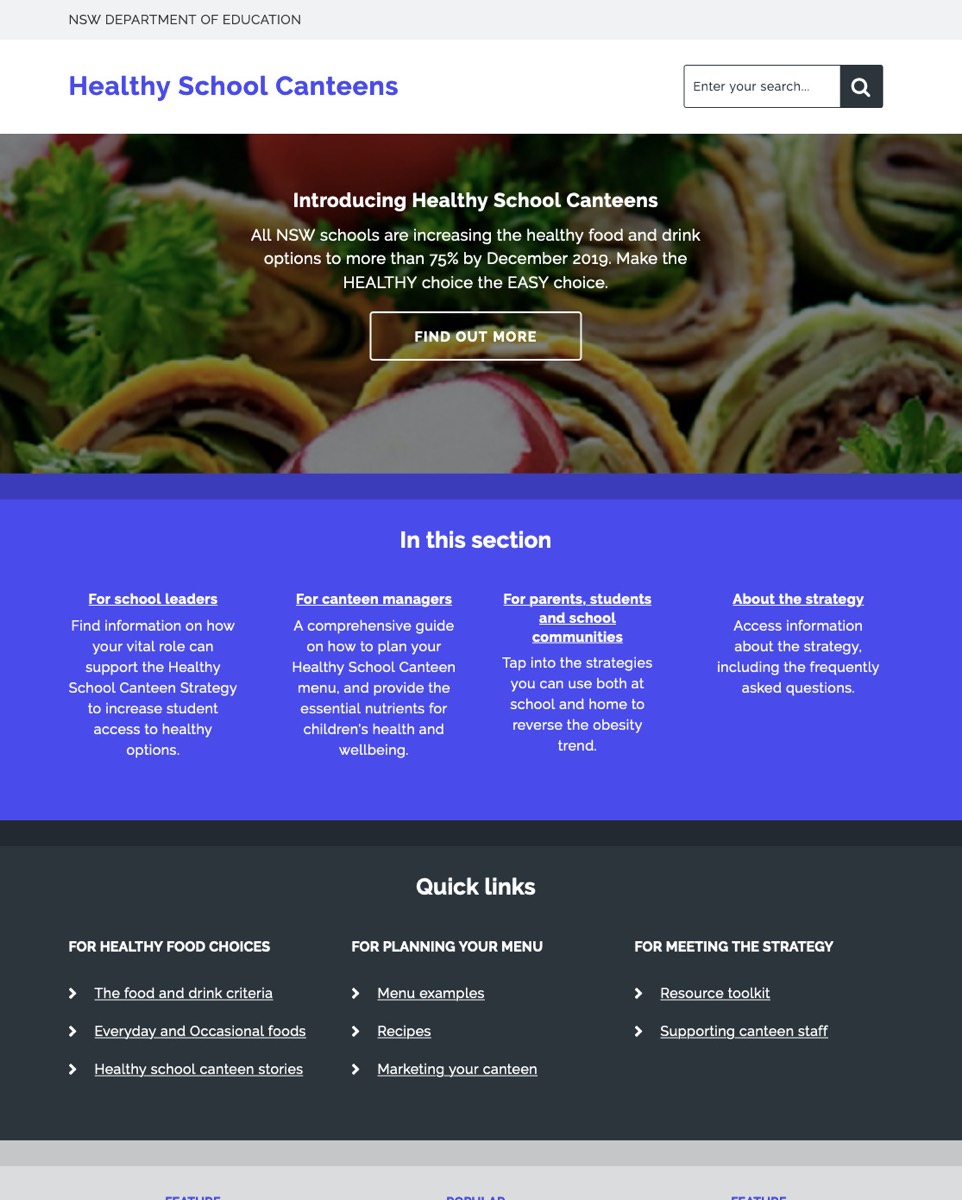 NSW DEPARTMENT OF EDUCATION
Healthy School Canteens
Enter your search...
Introducing Healthy School Canteens
All NSW schools are increasing the healthy food and drink
options to more than 75% by December 2019. Make the
HEALTHY choice the EASY choice.
FIND OUT MORE
In this section
For school leaders
Find information on how
your vital role can
support the Healthy
School Canteen Strategy
to increase student
access to healthy
options.
For canteen managers
A comprehensive guide
on how to plan your
Healthy School Canteen
menu, and provide the
essential nutrients for
children's health and
wellbeing.
For parents, students
and school
communities
Tap into the strategies
you can use both at
school and home to
reverse the obesity
trend.
About the strategy
Access information
about the strategy,
including the frequently
asked questions.
Quick links
FOR HEALTHY FOOD CHOICES
The food and drink criteria
Everyday and Occasional foods
Healthy school canteen stories
FOR PLANNING YOUR MENU
Menu examples
Recipes
Marketing your canteen
FOR MEETING THE STRATEGY
Resource toolkit
Supporting canteen staff
FEATURE
POPULAR
FEATURE